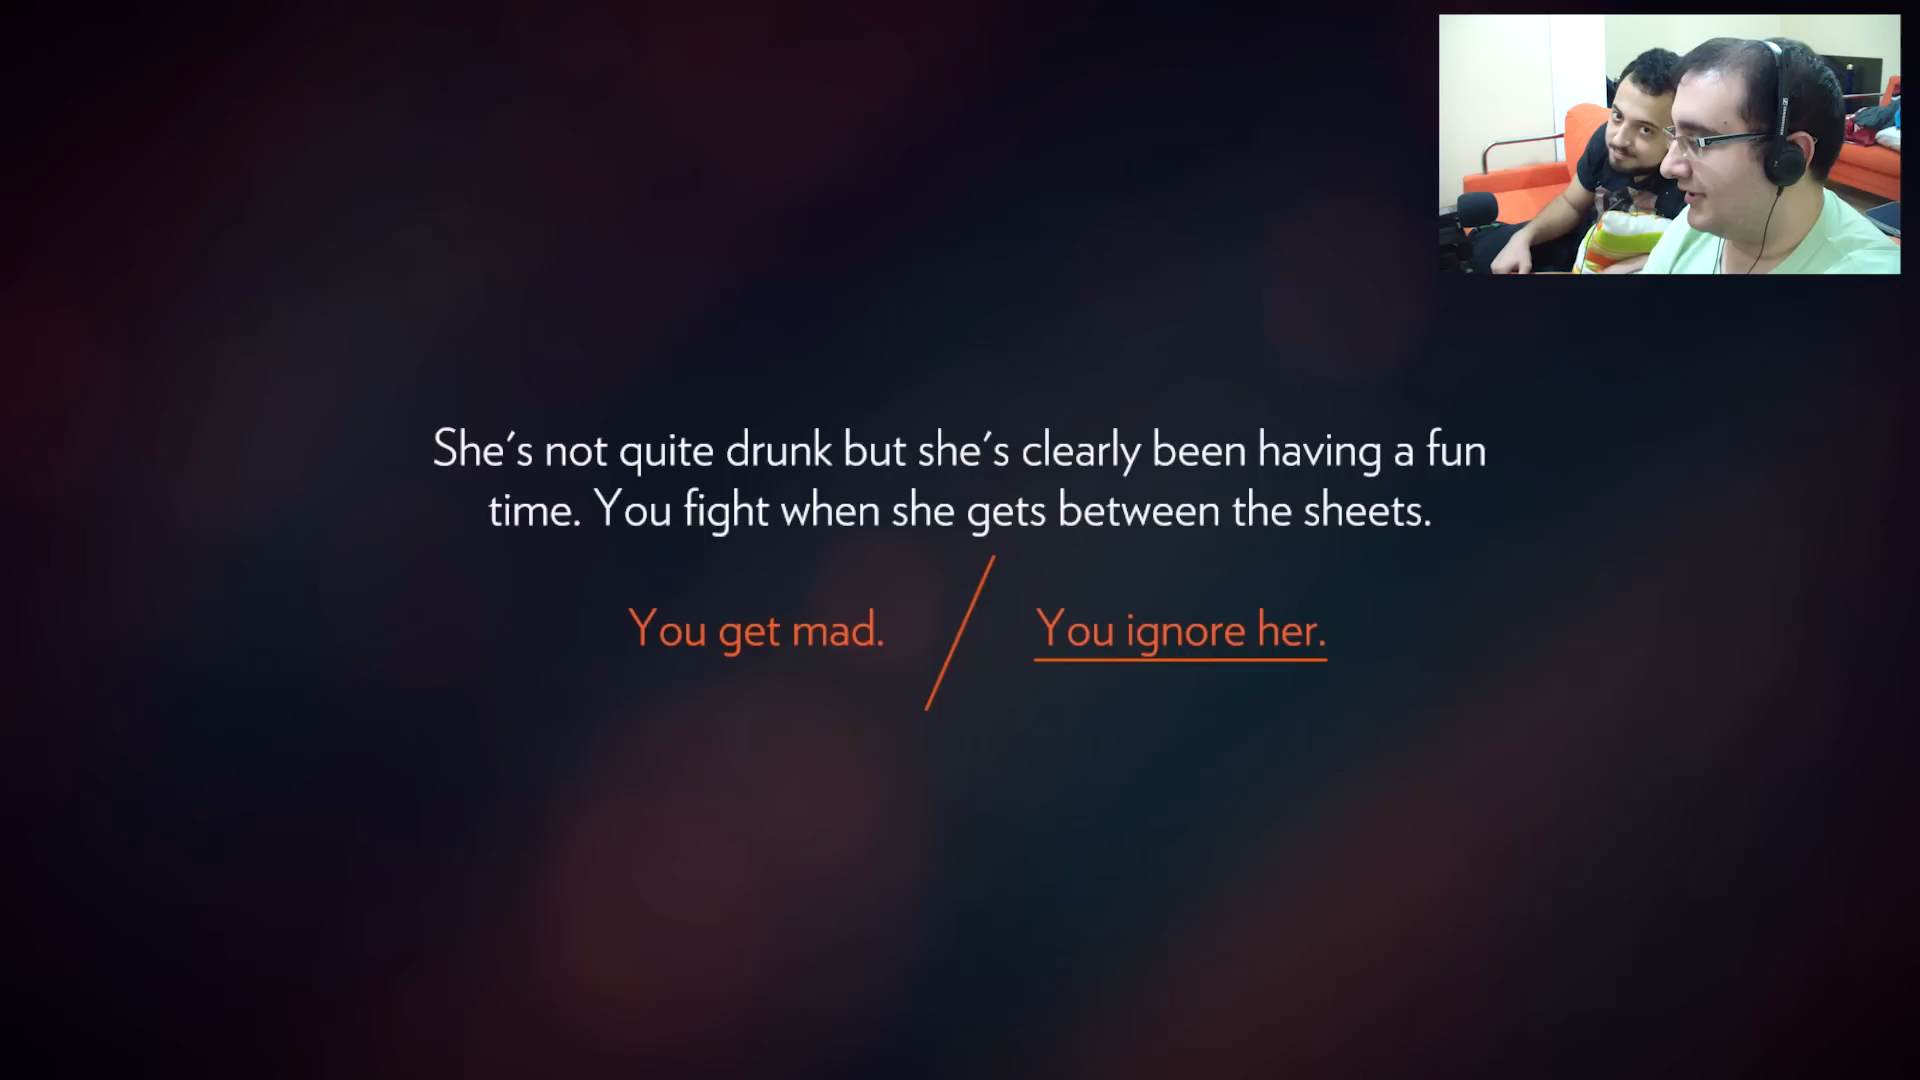 She's not quite drunk but she's clearly been having a fun
time. You fight when she gets between the sheets.
You get mad.
You ignore her.